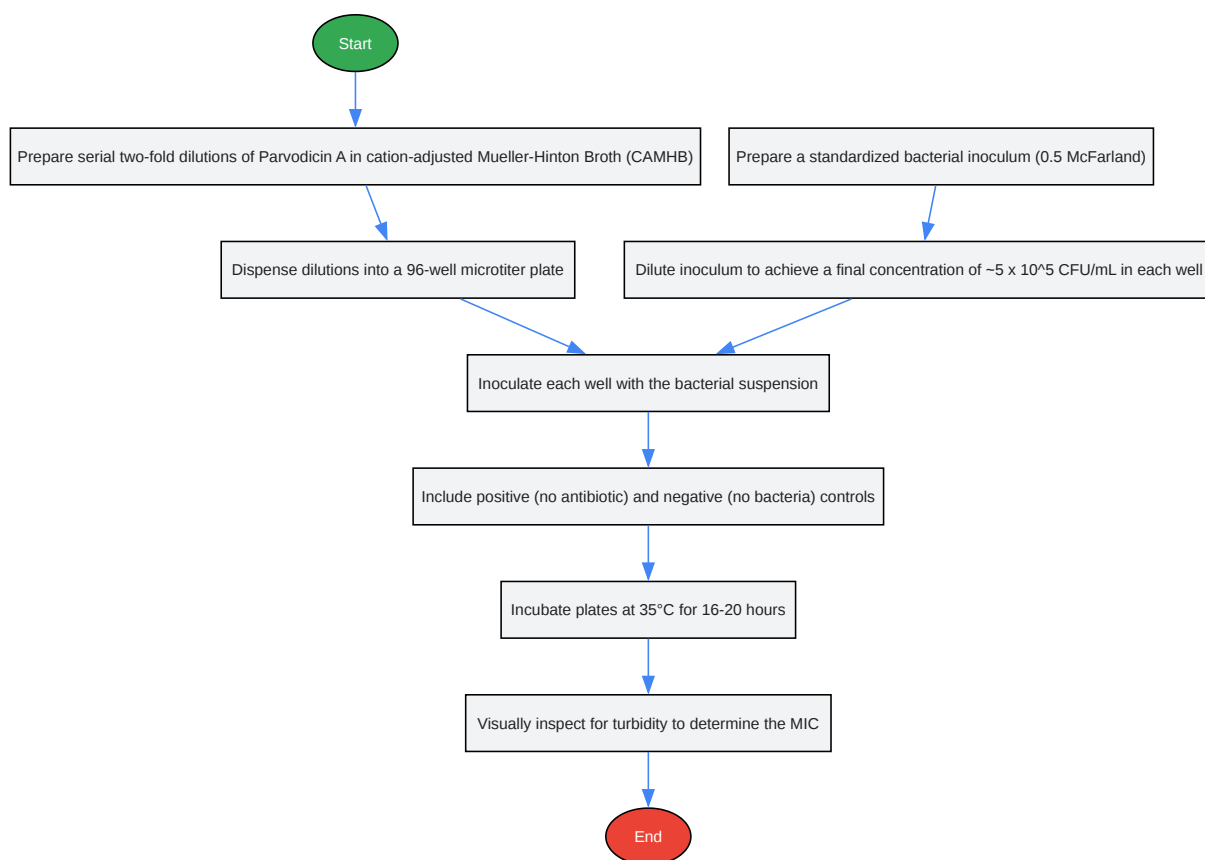 Start
Prepare serial two-fold dilutions of Parvodicin A in cation-adjusted Mueller-Hinton Broth (CAMHB)
Prepare a standardized bacterial inoculum (0.5 McFarland)
Dispense dilutions into a 96-well microtiter plate
Dilute inoculum to achieve a final concentration of ~5 x 10^5 CFU/mL in each well
Inoculate each well with the bacterial suspension
Include positive (no antibiotic) and negative (no bacteria) controls
Incubate plates at 35°C for 16-20 hours
Visually inspect for turbidity to determine the MIC
End